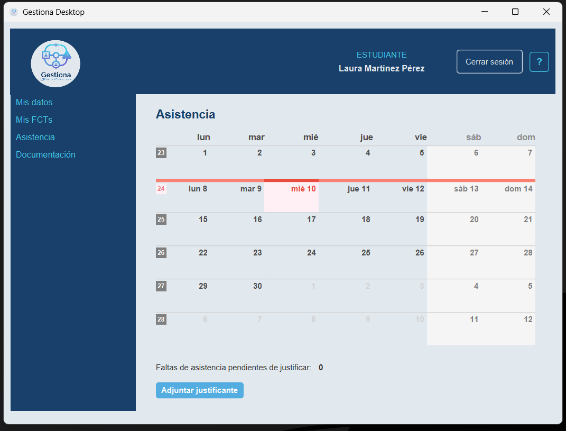 Gestiona Desktop
Gestiona
ESTUDIANTE
Laura Martínez Pérez
Cerrar sesión
?
Mis datos
Mis FCTs
Asistencia
Documentación
Asistencia
lun mar mié jue vie sáb dom
23 1 2 3 4 5 6 7
24 lun 8 mar 9 mié 10 jue 11 vie 12 sáb 13 dom 14
25 15 16 17 18 19 20 21
26 22 23 24 25 26 27 28
27 29 30 1 2 3 4 5
28 6 7 8 9 10 11 12
Faltas de asistencia pendientes de justificar: 0
Adjuntar justificante